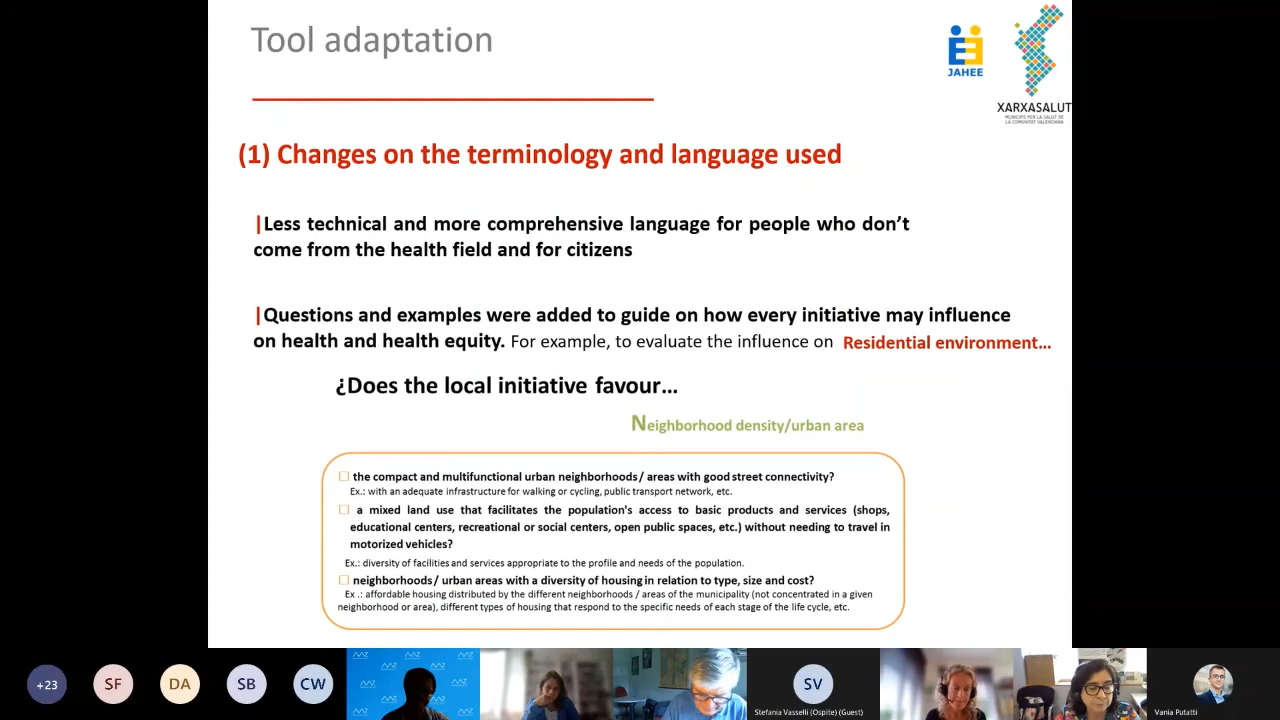 Tool adaptation
JAHEE
XARXASALUT
MUNICIPIS PER LA SALUT DE
LA COMUNITAT VALENCIANA
(1) Changes on the terminology and language used
|Less technical and more comprehensive language for people who don't
come from the health field and for citizens
|Questions and examples were added to guide on how every initiative may influence
on health and health equity. For example, to evaluate the influence on Residential environment...
¿Does the local initiative favour...
Neighborhood density/urban area
the compact and multifunctional urban neighborhoods/ areas with good street connectivity?
Ex.: with an adequate infrastructure for walking or cycling, public transport network, etc.
a mixed land use that facilitates the population's access to basic products and services (shops,
educational centers, recreational or social centers, open public spaces, etc.) without needing to travel in
motorized vehicles?
Ex.: diversity of facilities and services appropriate to the profile and needs of the population.
neighborhoods/ urban areas with a diversity of housing in relation to type, size and cost?
Ex .: affordable housing distributed by the different neighborhoods / areas of the municipality (not concentrated in a given
neighborhood or area), different types of housing that respond to the specific needs of each stage of the life cycle, etc.
+23
SF
DA
SB
CW
SV
Stefania Vasselli (Ospite) (Guest)
Vania Putatti